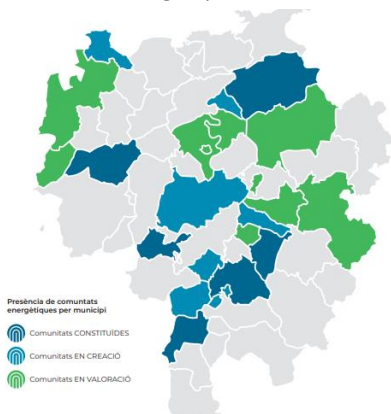 Presència de comuntats
energètiques per municipi
Comunitats CONSTITUÏDES
Comunitats EN CREACIÓ
Comunitats EN VALORACIÓ